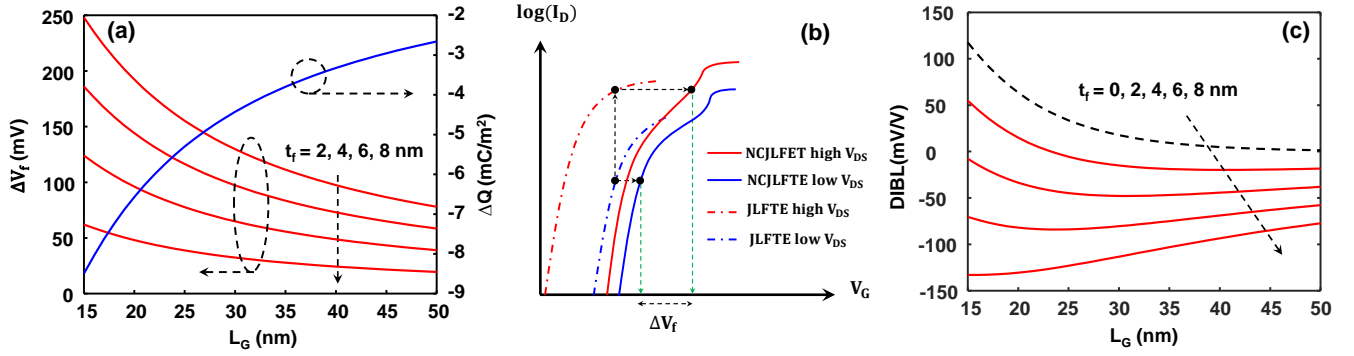 (a)
250
200
150
100
50
0
ΔV_f (mV)
-2
-3
-4
-5
-6
-7
-8
-9
ΔQ (mC/m²)
t_f = 2, 4, 6, 8 nm
15 20 25 30 35 40 45 50
L_G (nm)
log(I_D)
(b)
NCJLFET high V_DS
NCJLFTE low V_DS
JLFTE high V_DS
JLFTE low V_DS
V_G
ΔV_f
(c)
150
100
50
0
-50
-100
-150
DIBL(mV/V)
t_f = 0, 2, 4, 6, 8 nm
15 20 25 30 35 40 45 50
L_G (nm)